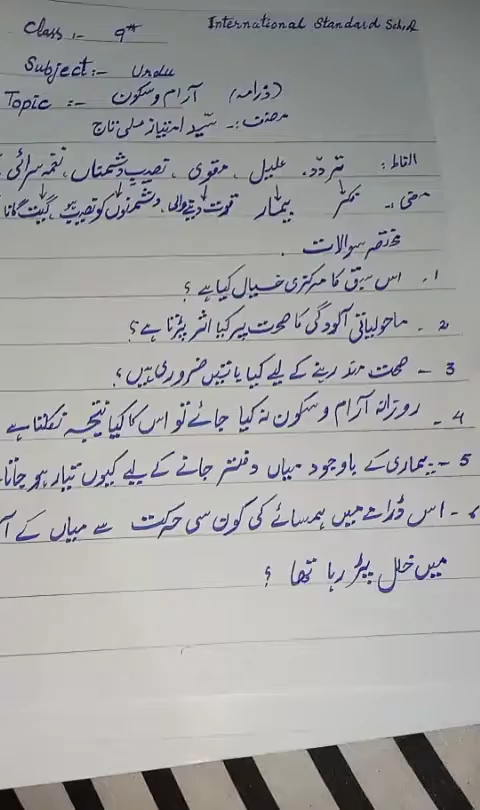 International Standard Sch
Class :- 9th
Subject :- Urdu
Topic :- آرام و سکون (ڈرامہ)
مصنف :- سید امتیاز علی تاج
الفاظ : تردّد، علیل، مقوی، نصیبِ دشمناں، نغمہ سرائی
معنی :- فکر بیمار قوت دینے والی، دشمنوں کو نصیب ہو، گیت گانا
مختصر سوالات
1. اس سبق کا مرکزی خیال کیا ہے ؟
2 - ماحولیاتی آلودگی کا صحت پر کیا اثر پڑتا ہے ؟
3 - صحت مند رہنے کے لیے کیا باتیں ضروری ہیں ؟
4 - روزانہ آرام و سکون نہ کیا جائے تو اس کا کیا نتیجہ نکلتا ہے
5 - بیماری کے باوجود میاں دفتر جانے کے لیے کیوں تیار ہو جاتا
6 - اس ڈرامے میں ہمسائے کی کون سی حرکت سے میاں کے
میں خلل پڑ رہا تھا ؟